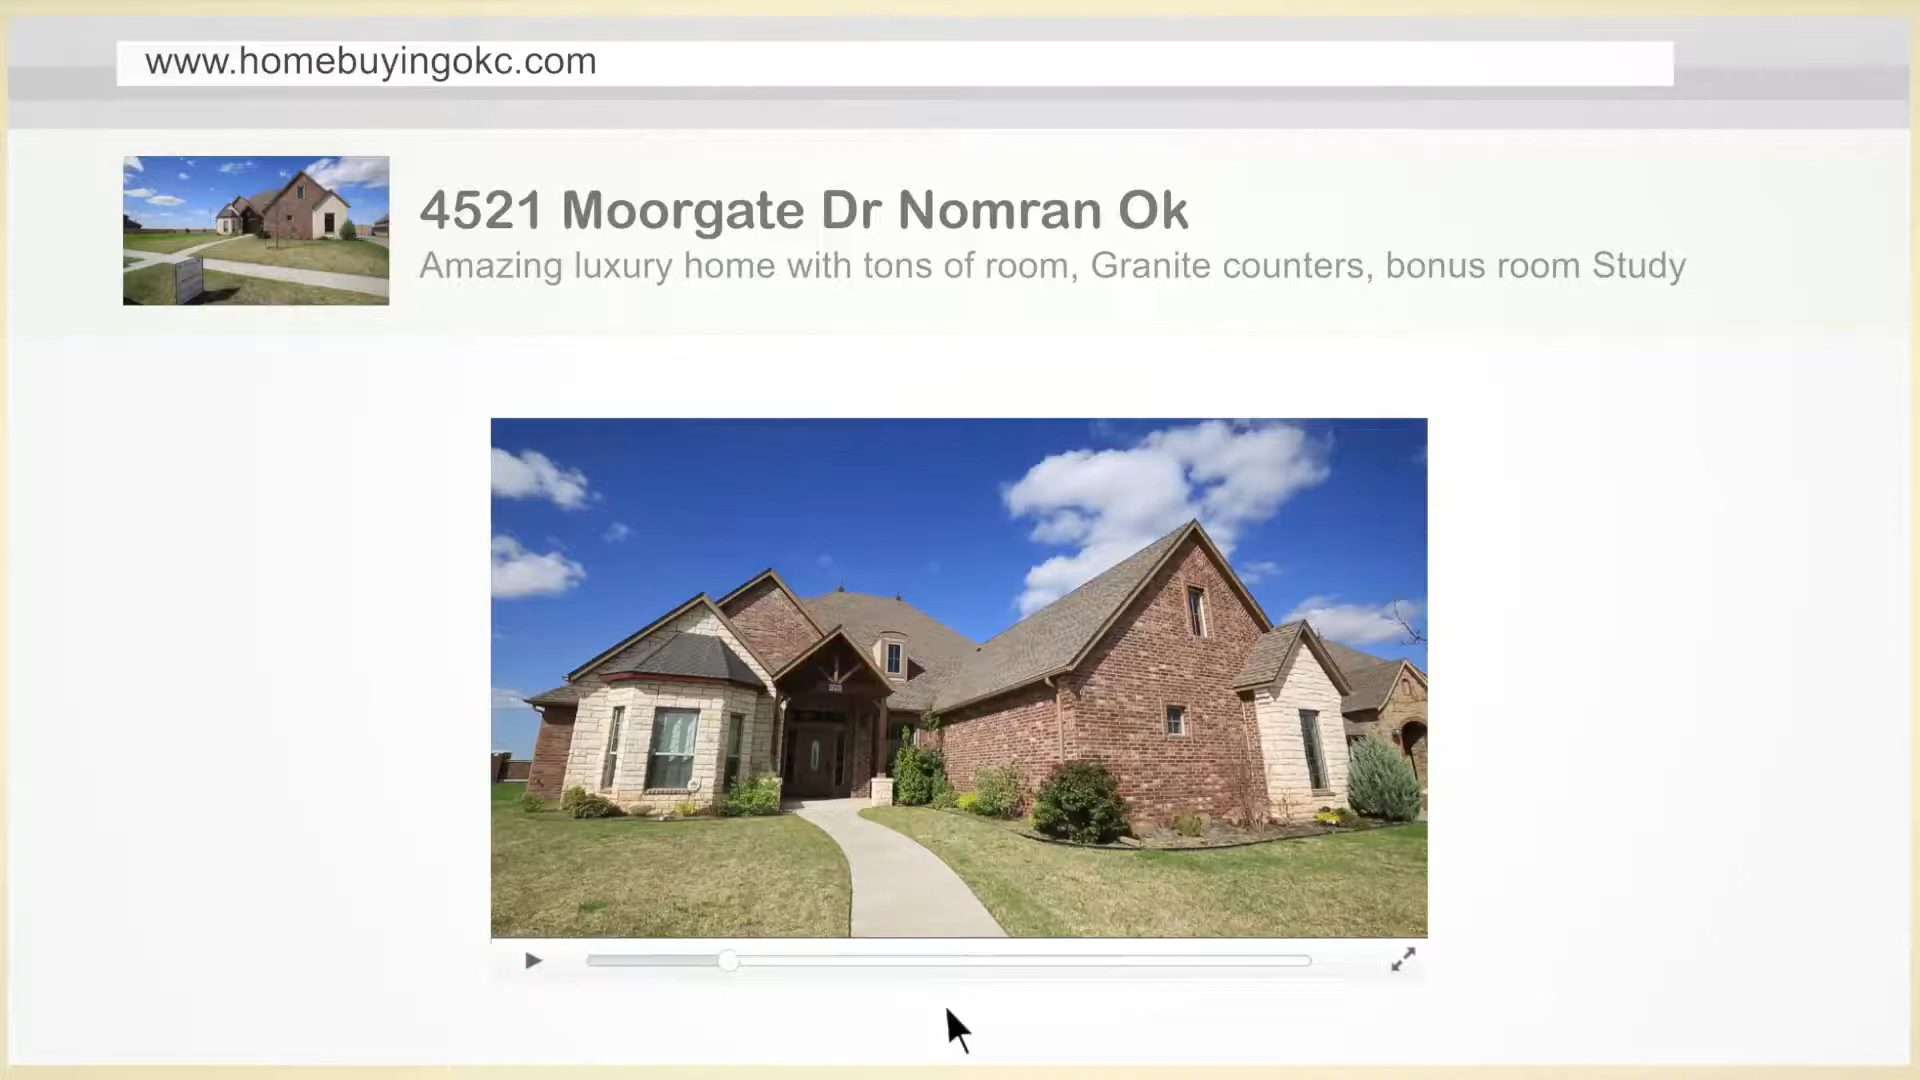 www.homebuyingokc.com
4521 Moorgate Dr Nomran Ok
Amazing luxury home with tons of room, Granite counters, bonus room Study